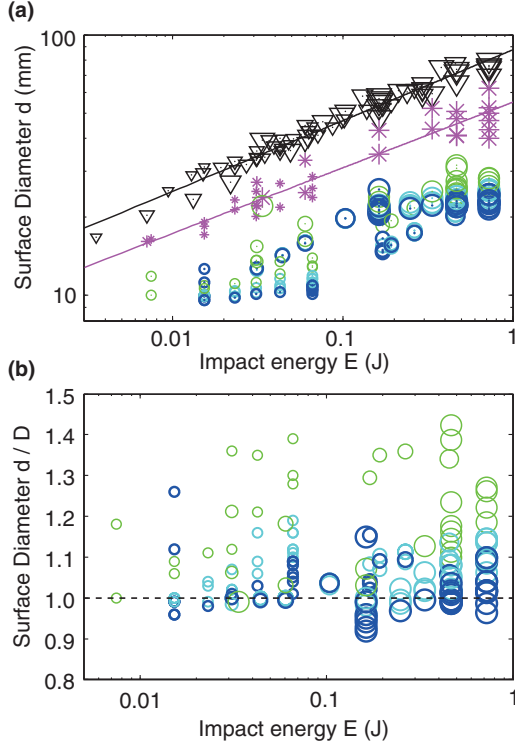 (a)
100
10
Surface Diameter d (mm)
0.01
0.1
1
Impact energy E (J)
(b)
1.5
1.4
1.3
1.2
1.1
1.0
0.9
0.8
Surface Diameter d / D
0.01
0.1
1
Impact energy E (J)